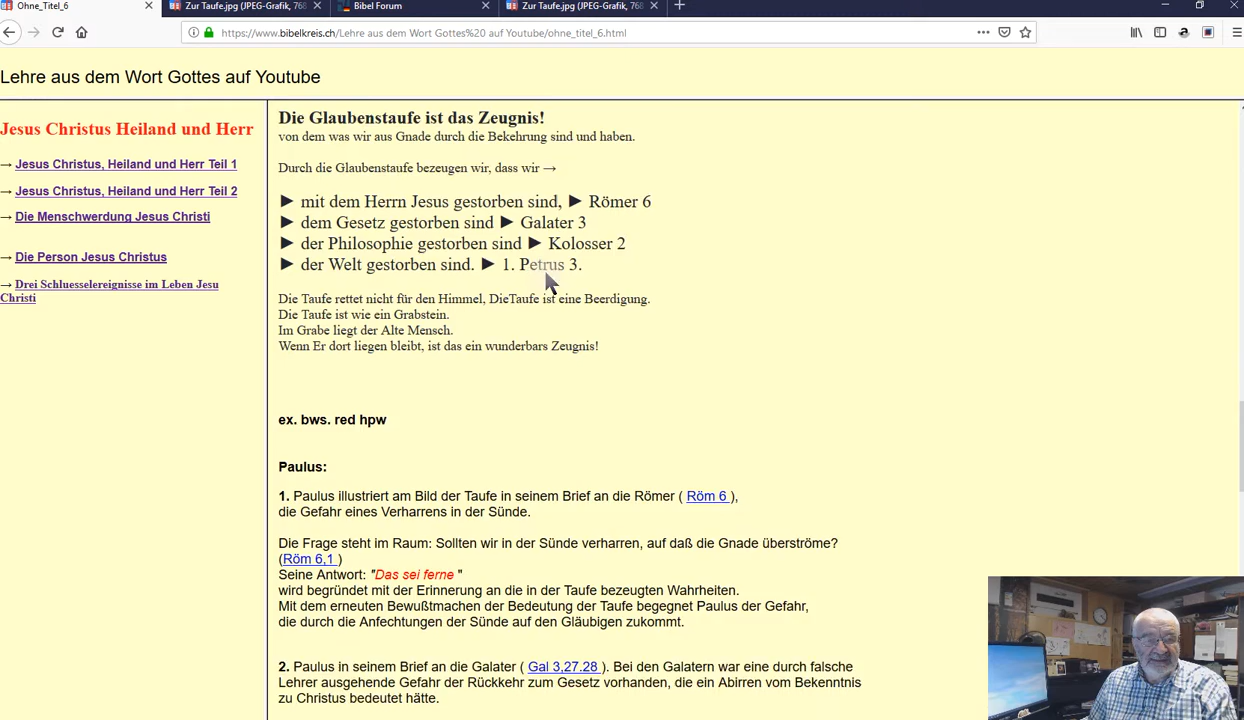 Ohne_Titel_6
Zur Taufe.jpg (JPEG-Grafik, 768
Bibel Forum
Zur Taufe.jpg (JPEG-Grafik, 768
https://www.bibelkreis.ch/Lehre aus dem Wort Gottes%20 auf Youtube/ohne_titel_6.html
Lehre aus dem Wort Gottes auf Youtube
Jesus Christus Heiland und Herr
→ Jesus Christus, Heiland und Herr Teil 1
→ Jesus Christus, Heiland und Herr Teil 2
→ Die Menschwerdung Jesus Christi
→ Die Person Jesus Christus
→ Drei Schluesselereignisse im Leben Jesu
Christi
Die Glaubenstaufe ist das Zeugnis!
von dem was wir aus Gnade durch die Bekehrung sind und haben.
Durch die Glaubenstaufe bezeugen wir, dass wir →
► mit dem Herrn Jesus gestorben sind, ► Römer 6
► dem Gesetz gestorben sind ► Galater 3
► der Philosophie gestorben sind ► Kolosser 2
► der Welt gestorben sind. ► 1. Petrus 3.
Die Taufe rettet nicht für den Himmel, DieTaufe ist eine Beerdigung.
Die Taufe ist wie ein Grabstein.
Im Grabe liegt der Alte Mensch.
Wenn Er dort liegen bleibt, ist das ein wunderbars Zeugnis!
ex. bws. red hpw
Paulus:
1. Paulus illustriert am Bild der Taufe in seinem Brief an die Römer ( Röm 6 ),
die Gefahr eines Verharrens in der Sünde.
Die Frage steht im Raum: Sollten wir in der Sünde verharren, auf daß die Gnade überströme?
(Röm 6,1 )
Seine Antwort: "Das sei ferne "
wird begründet mit der Erinnerung an die in der Taufe bezeugten Wahrheiten.
Mit dem erneuten Bewußtmachen der Bedeutung der Taufe begegnet Paulus der Gefahr,
die durch die Anfechtungen der Sünde auf den Gläubigen zukommt.
2. Paulus in seinem Brief an die Galater ( Gal 3,27.28 ). Bei den Galatern war eine durch falsche
Lehrer ausgehende Gefahr der Rückkehr zum Gesetz vorhanden, die ein Abirren vom Bekenntnis
zu Christus bedeutet hätte.